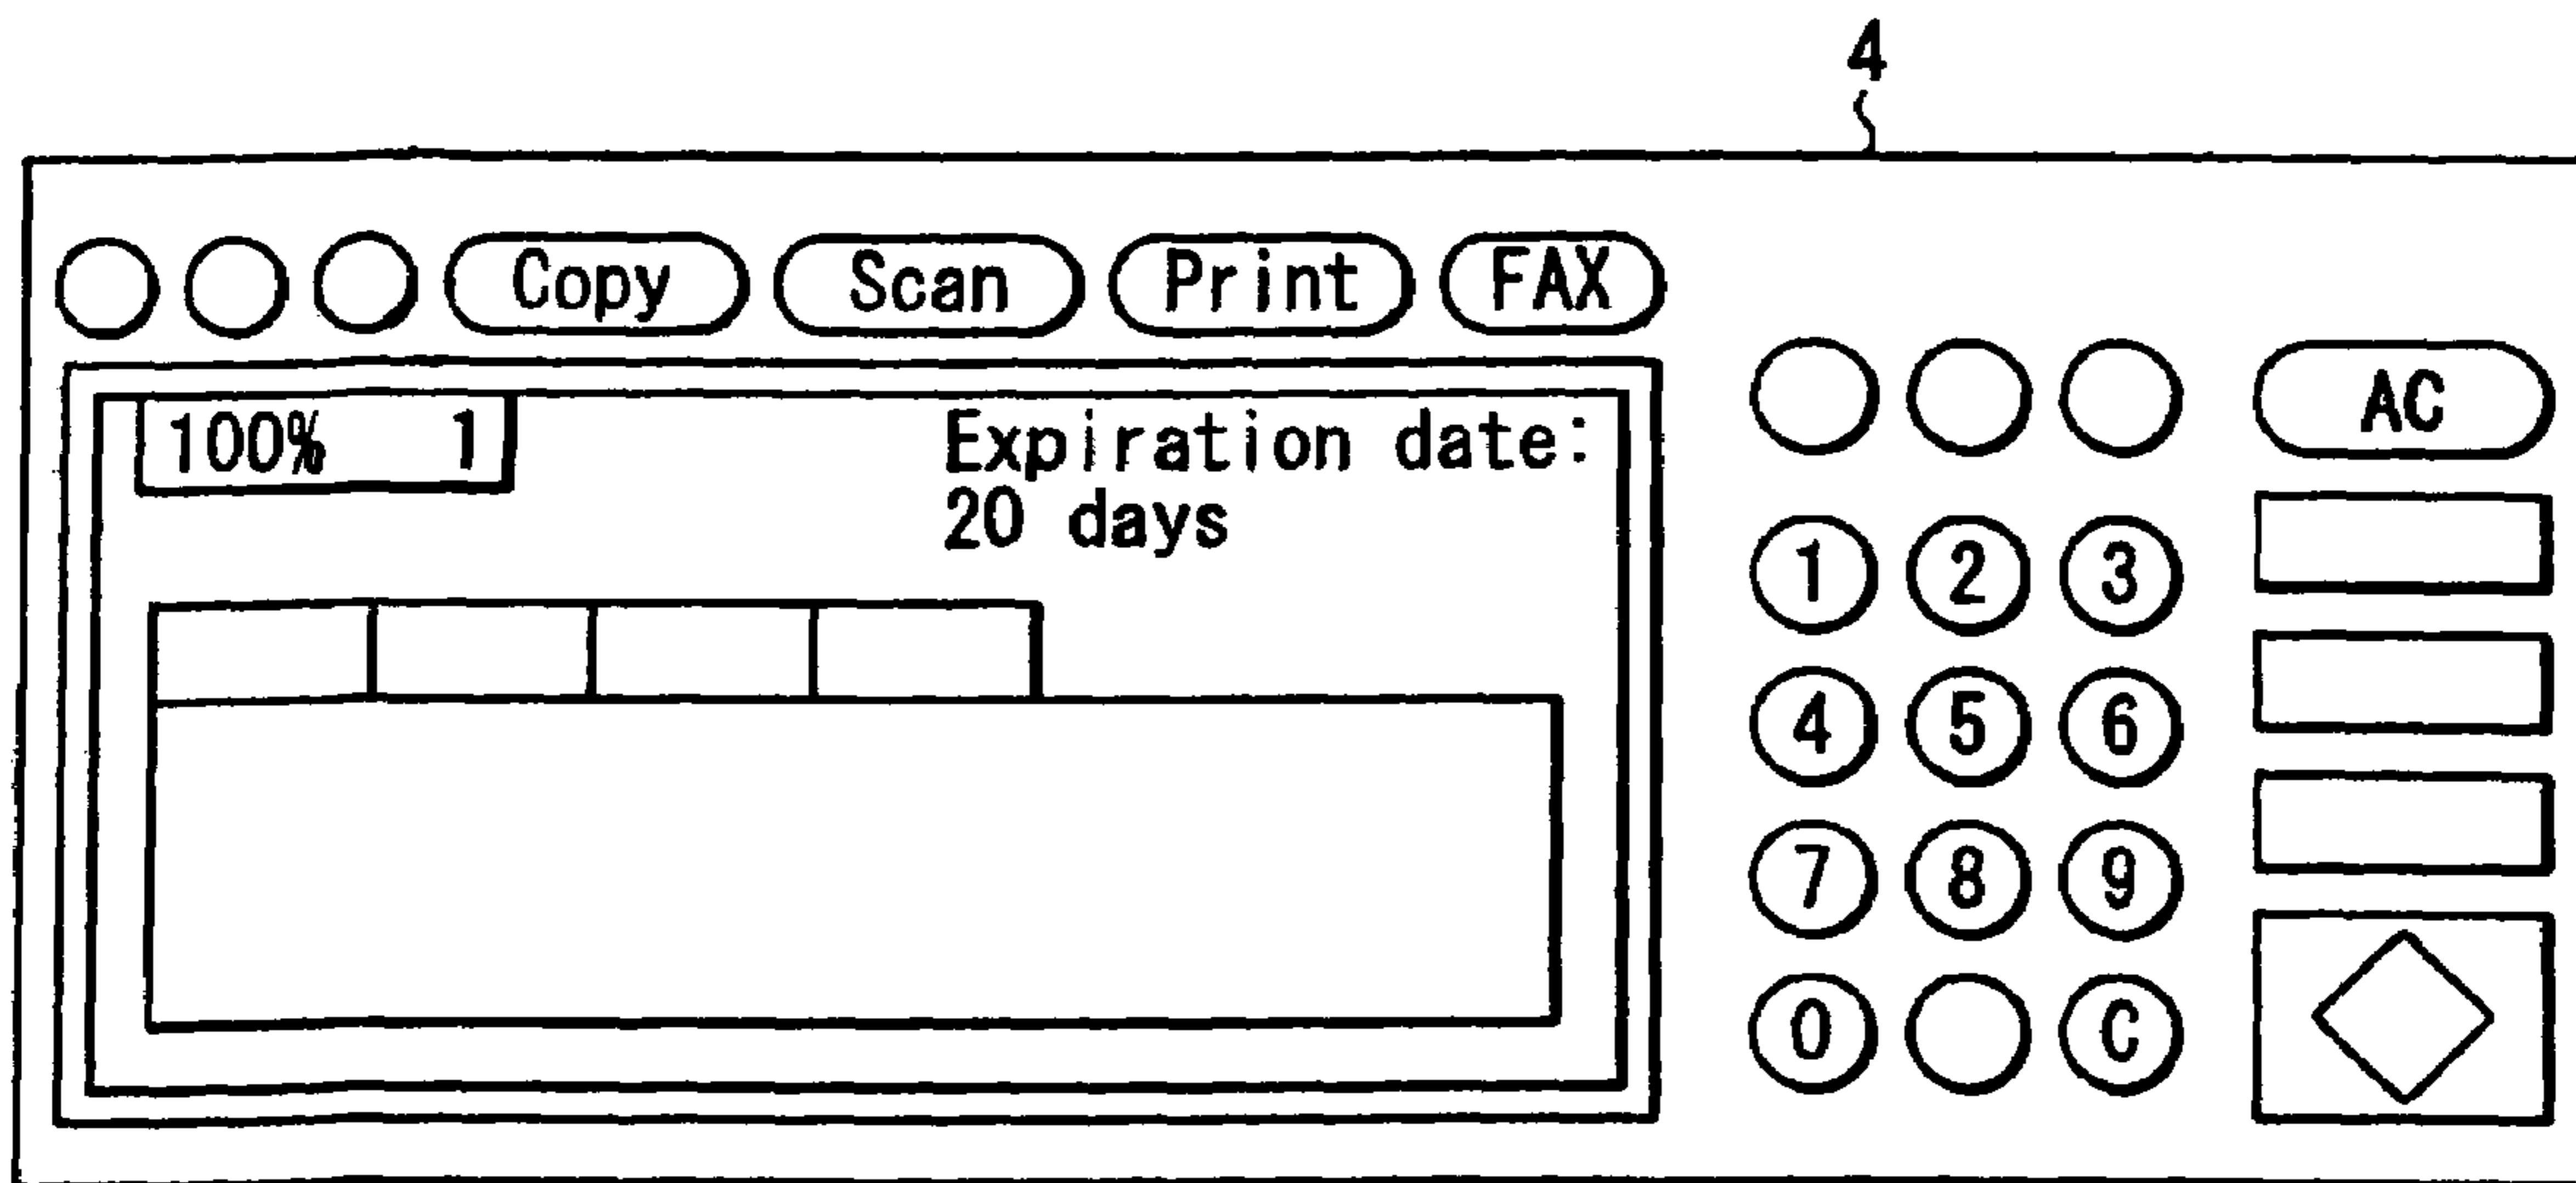 4
Copy Scan Print FAX
100% 1 Expiration date:
20 days
AC
1 2 3
4 5 6
7 8 9
0 C